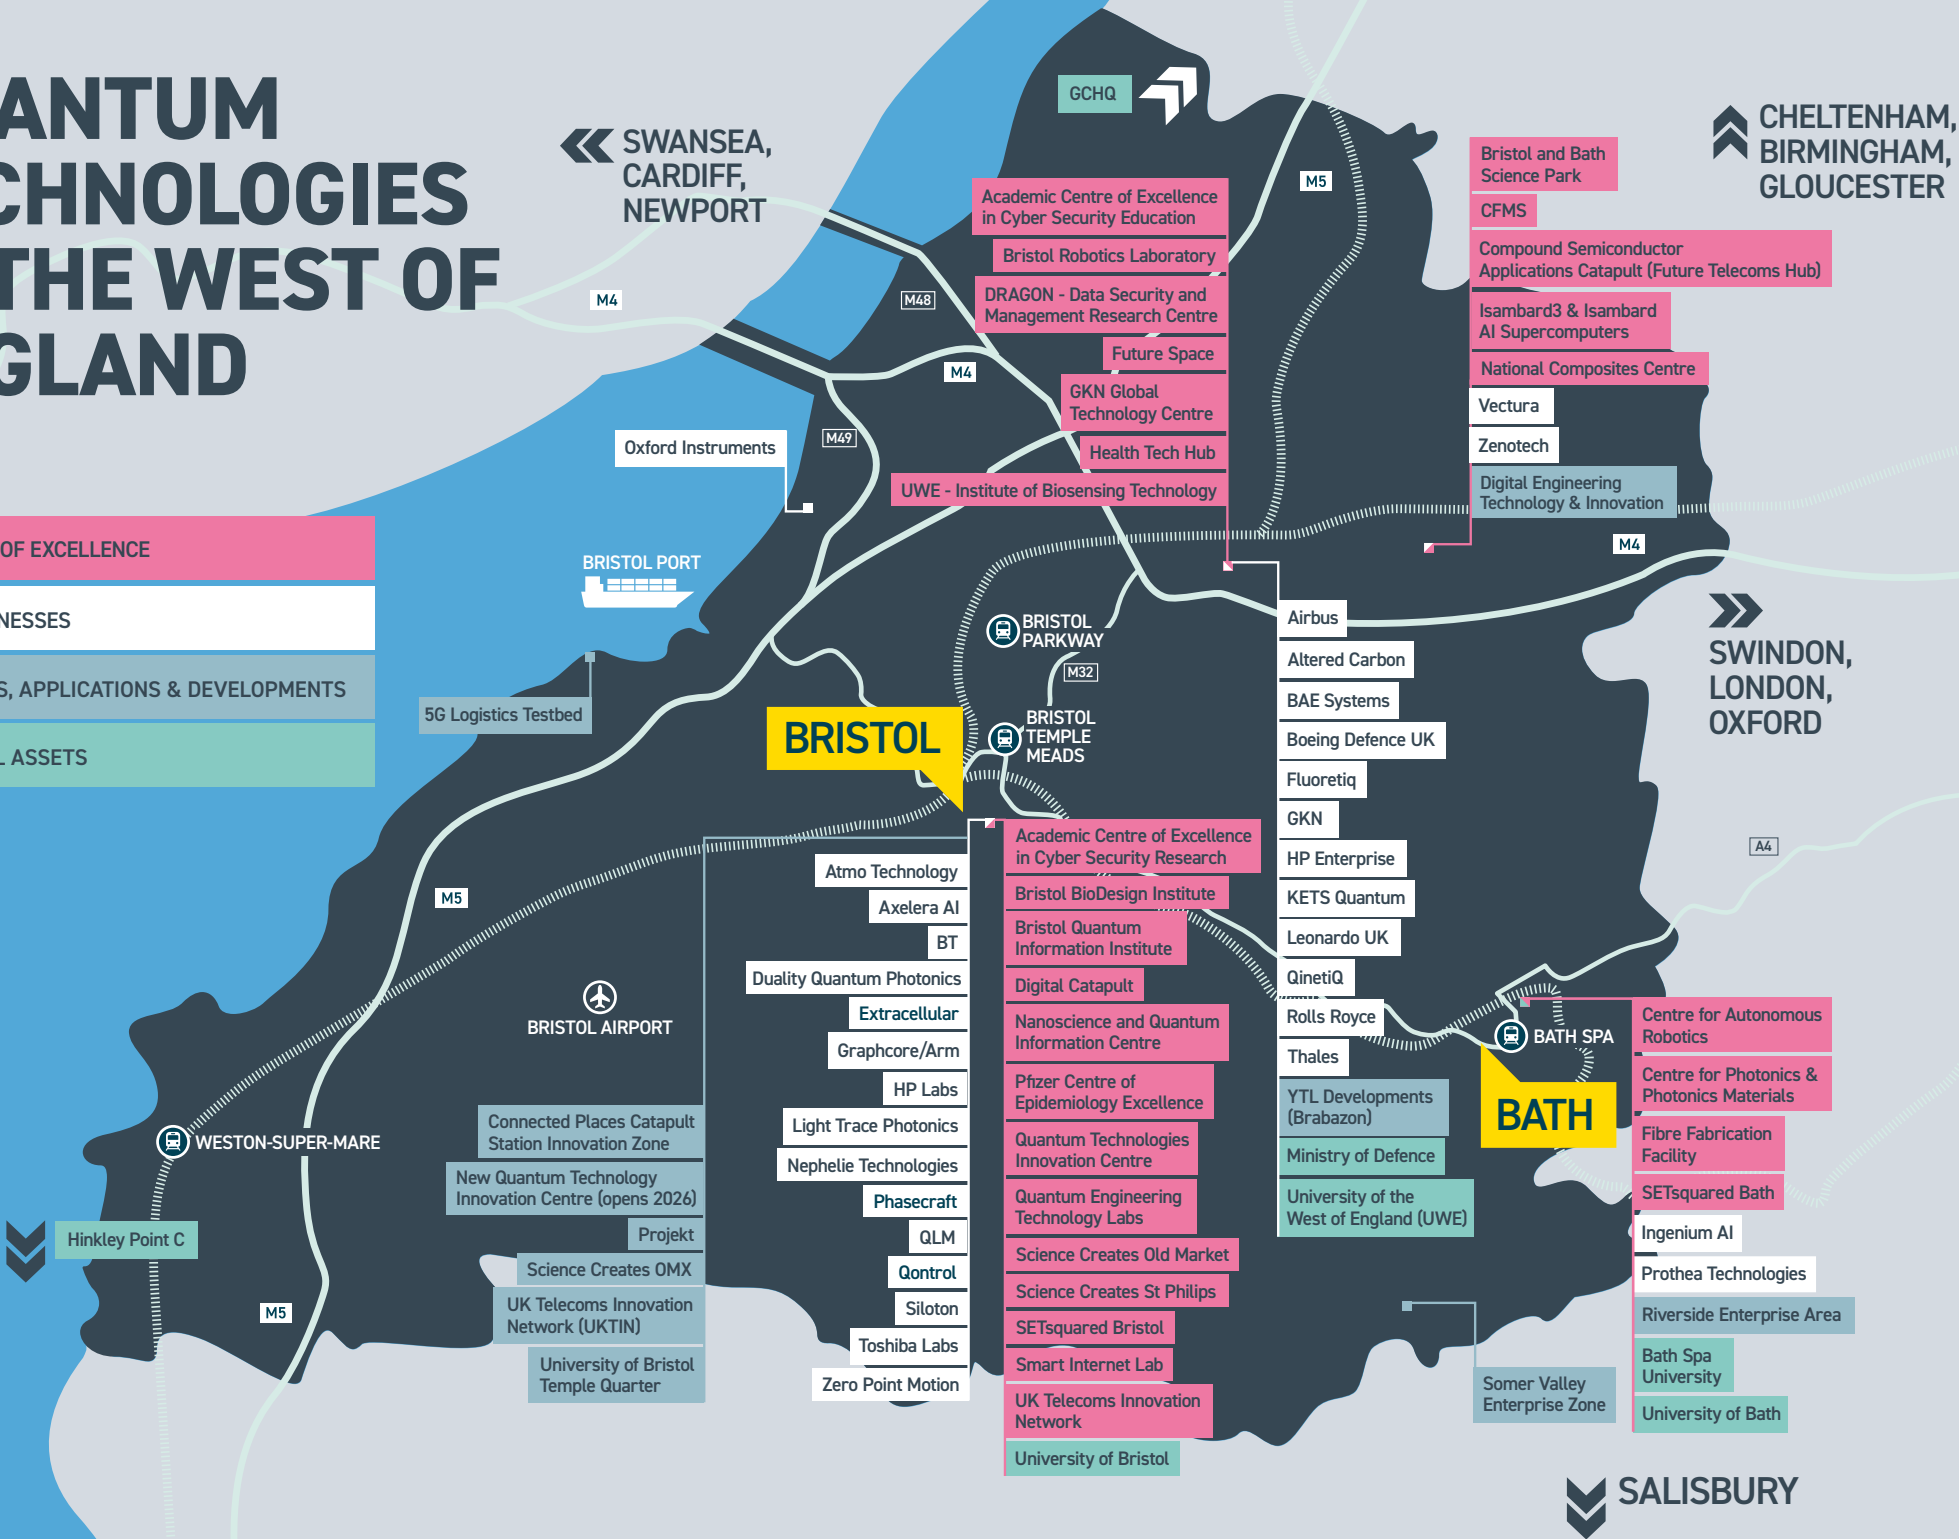 ANTUM
CHNOLOGIES
THE WEST OF
GLAND
OF EXCELLENCE
NESSES
S, APPLICATIONS & DEVELOPMENTS
L ASSETS
SWANSEA,
CARDIFF,
NEWPORT
CHELTENHAM,
BIRMINGHAM,
GLOUCESTER
SWINDON,
LONDON,
OXFORD
SALISBURY
GCHQ
M5
M4
M48
M4
M49
M4
M32
A4
M5
M5
Academic Centre of Excellence
in Cyber Security Education
Bristol Robotics Laboratory
DRAGON - Data Security and
Management Research Centre
Future Space
GKN Global
Technology Centre
Health Tech Hub
UWE - Institute of Biosensing Technology
Bristol and Bath
Science Park
CFMS
Compound Semiconductor
Applications Catapult (Future Telecoms Hub)
Isambard3 & Isambard
AI Supercomputers
National Composites Centre
Vectura
Zenotech
Digital Engineering
Technology & Innovation
Oxford Instruments
BRISTOL PORT
5G Logistics Testbed
BRISTOL
PARKWAY
BRISTOL
TEMPLE
MEADS
BRISTOL
Airbus
Altered Carbon
BAE Systems
Boeing Defence UK
Fluoretiq
GKN
HP Enterprise
KETS Quantum
Leonardo UK
QinetiQ
Rolls Royce
Thales
YTL Developments
(Brabazon)
Ministry of Defence
University of the
West of England (UWE)
Atmo Technology
Axelera AI
BT
Duality Quantum Photonics
Extracellular
Graphcore/Arm
HP Labs
Light Trace Photonics
Nephelie Technologies
Phasecraft
QLM
Qontrol
Siloton
Toshiba Labs
Zero Point Motion
Academic Centre of Excellence
in Cyber Security Research
Bristol BioDesign Institute
Bristol Quantum
Information Institute
Digital Catapult
Nanoscience and Quantum
Information Centre
Pfizer Centre of
Epidemiology Excellence
Quantum Technologies
Innovation Centre
Quantum Engineering
Technology Labs
Science Creates Old Market
Science Creates St Philips
SETsquared Bristol
Smart Internet Lab
UK Telecoms Innovation
Network
University of Bristol
BRISTOL AIRPORT
WESTON-SUPER-MARE
Hinkley Point C
Connected Places Catapult
Station Innovation Zone
New Quantum Technology
Innovation Centre (opens 2026)
Projekt
Science Creates OMX
UK Telecoms Innovation
Network (UKTIN)
University of Bristol
Temple Quarter
BATH SPA
BATH
Centre for Autonomous
Robotics
Centre for Photonics &
Photonics Materials
Fibre Fabrication
Facility
SETsquared Bath
Ingenium AI
Prothea Technologies
Riverside Enterprise Area
Bath Spa
University
University of Bath
Somer Valley
Enterprise Zone